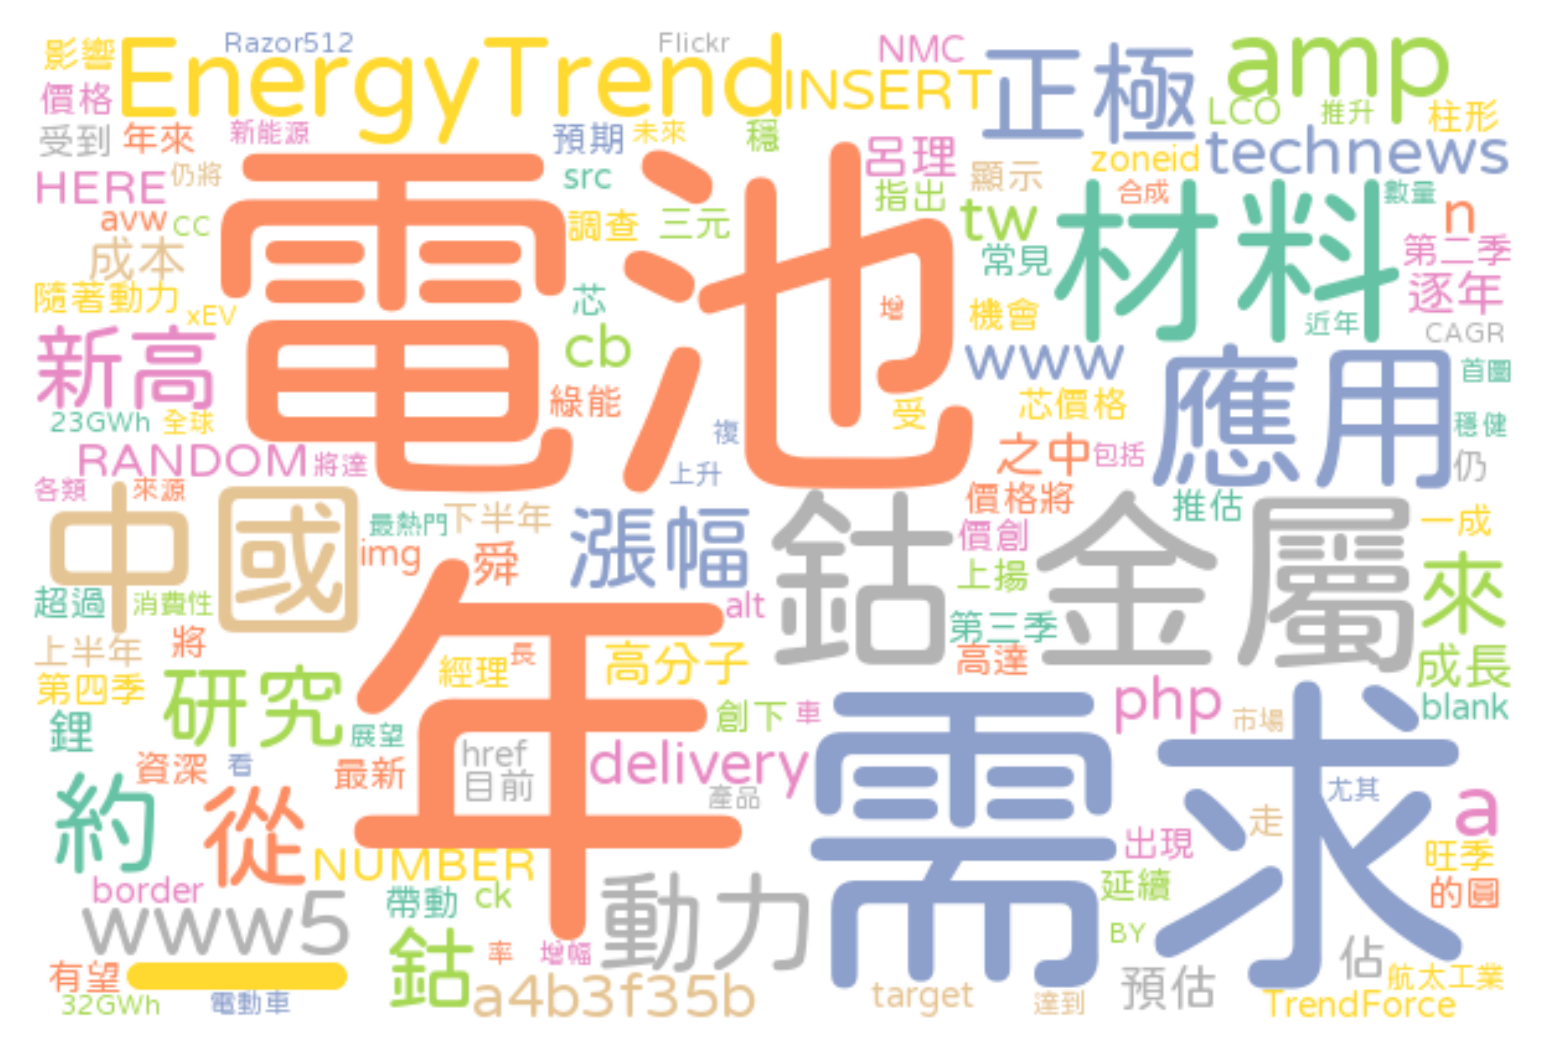 影響
Razor512
Flickr
NMC
正極
amp
EnergyTrend
INSERT
價格
LCO
推升
柱形
受到
年來
新能源
預期
未來
穩
呂理
zoneid
technews
HERE
仍將
src
指出
顯示
合成
數量
n
avw
cc
電池
調查
三元
tw
材料
成本
常見
第二季
隨著動力
xEV
芯
機會
近年
逐年
CAGR
新高
cb
www
應用
首圖
23GWh
全球
綠能
受
芯價格
穩健
RANDOM
將達
複
上升
之中
包括
仍
各類
來源
中國
最熱門
下半年
漲幅
鈷金屬
價格將
推估
一成
img
舜
價創
上揚
來
超過
消費性
alt
第三季
上半年
將
年
經理
長
高分子
高達
成長
第四季
研究
php
blank
鋰
展望
創下
車
需求
市場
資深
看
最新
href
目前
delivery
產品
尤其
a
約
從
走
NUMBER
出現
旺季
border
www5
帶動
ck
動力
延續
的圓
BY
有望
鈷
率
增幅
佔
航太工業
32GWh
電動車
a4b3f35b
target
達到
預估
TrendForce